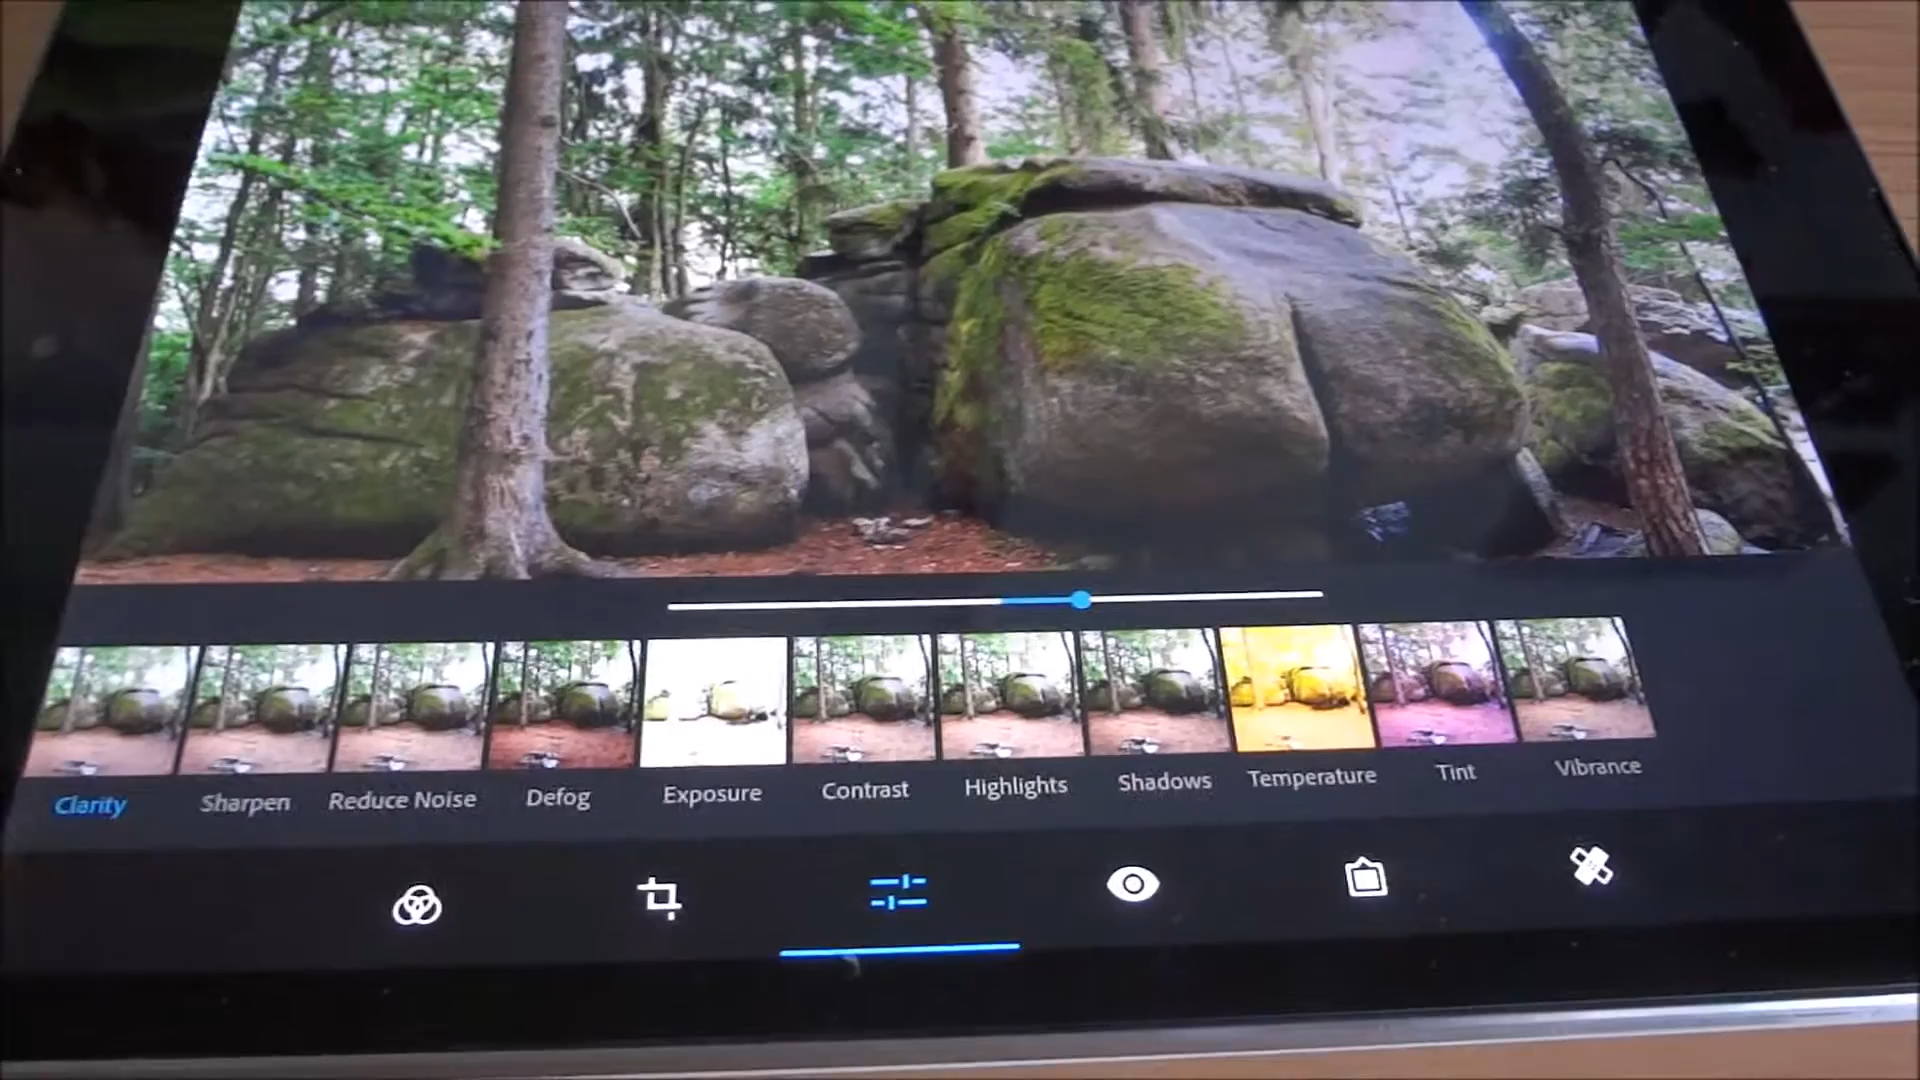 Clarity
Sharpen
Reduce Noise
Defog
Exposure
Contrast
Highlights
Shadows
Temperature
Tint
Vibrance